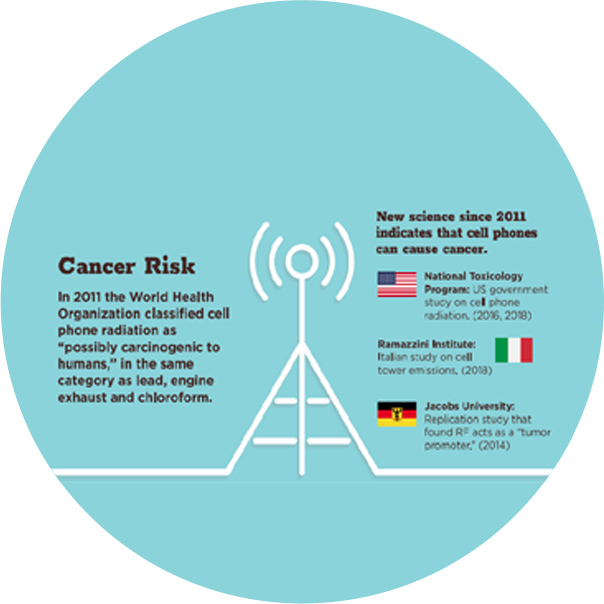 Cancer Risk
In 2011 the World Health
Organization classified cell
phone radiation as
“possibly carcinogenic to
humans,” in the same
category as lead, engine
exhaust and chloroform.
New science since 2011
indicates that cell phones
can cause cancer.
National Toxicology
Program: US government
study on cell phone
radiation. (2016, 2018)
Ramazzini Institute:
Italian study on cell
tower emissions. (2018)
Jacobs University:
Replication study that
found RF acts as a “tumor
promoter.” (2014)